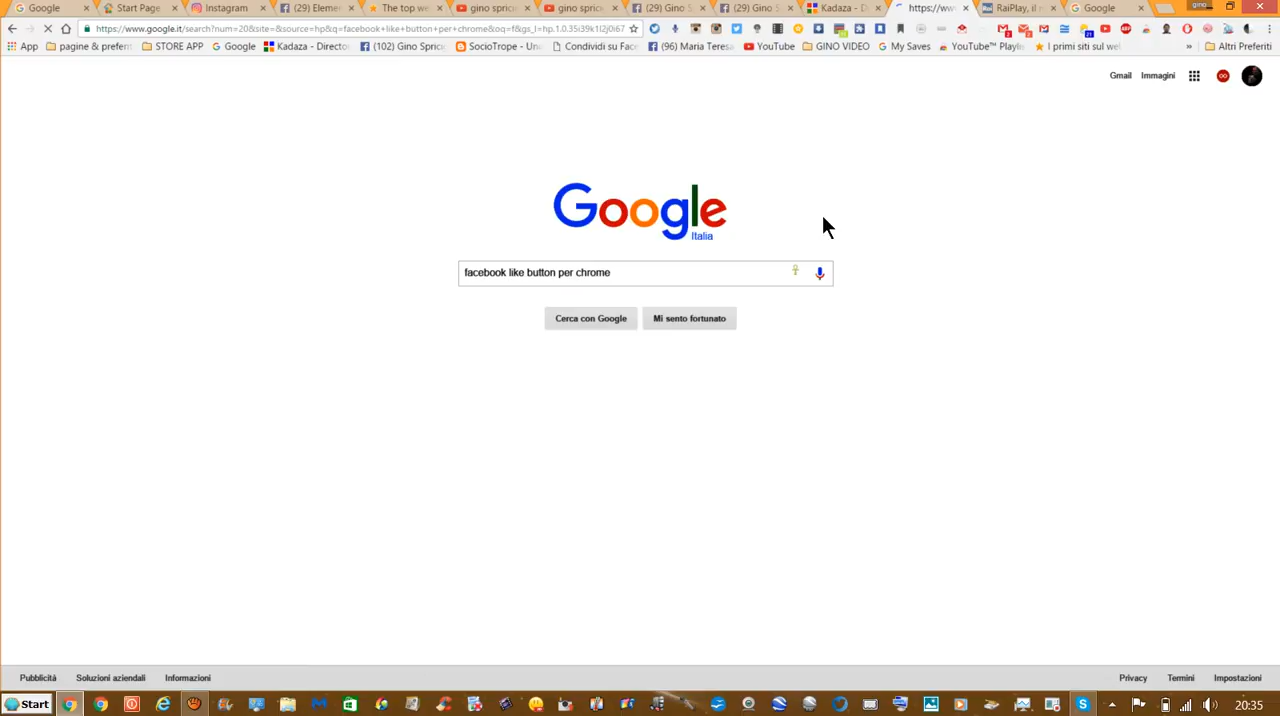 Google Start Page Instagram (29) Elemen The top we gino sprice gino sprice (29) Gino S (29) Gino S Kadaza - D https://www RaiPlay, il n Google gino
https://www.google.it/search?num=20&site=&source=hp&q=facebook+like+button+per+chrome&oq=f&gs_l=hp.1.0.35i39k1l2j0i67
App pagine & prefer STORE APP Google Kadaza - Directo (102) Gino Spric SocioTrope - Un Condividi su Fac (96) Maria Teresa YouTube GINO VIDEO My Saves YouTube™ Playli I primi siti sul we » Altri Preferiti
Gmail Immagini
Google
Italia
facebook like button per chrome
Cerca con Google Mi sento fortunato
Pubblicità Soluzioni aziendali Informazioni Privacy Termini Impostazioni
Start 20:35